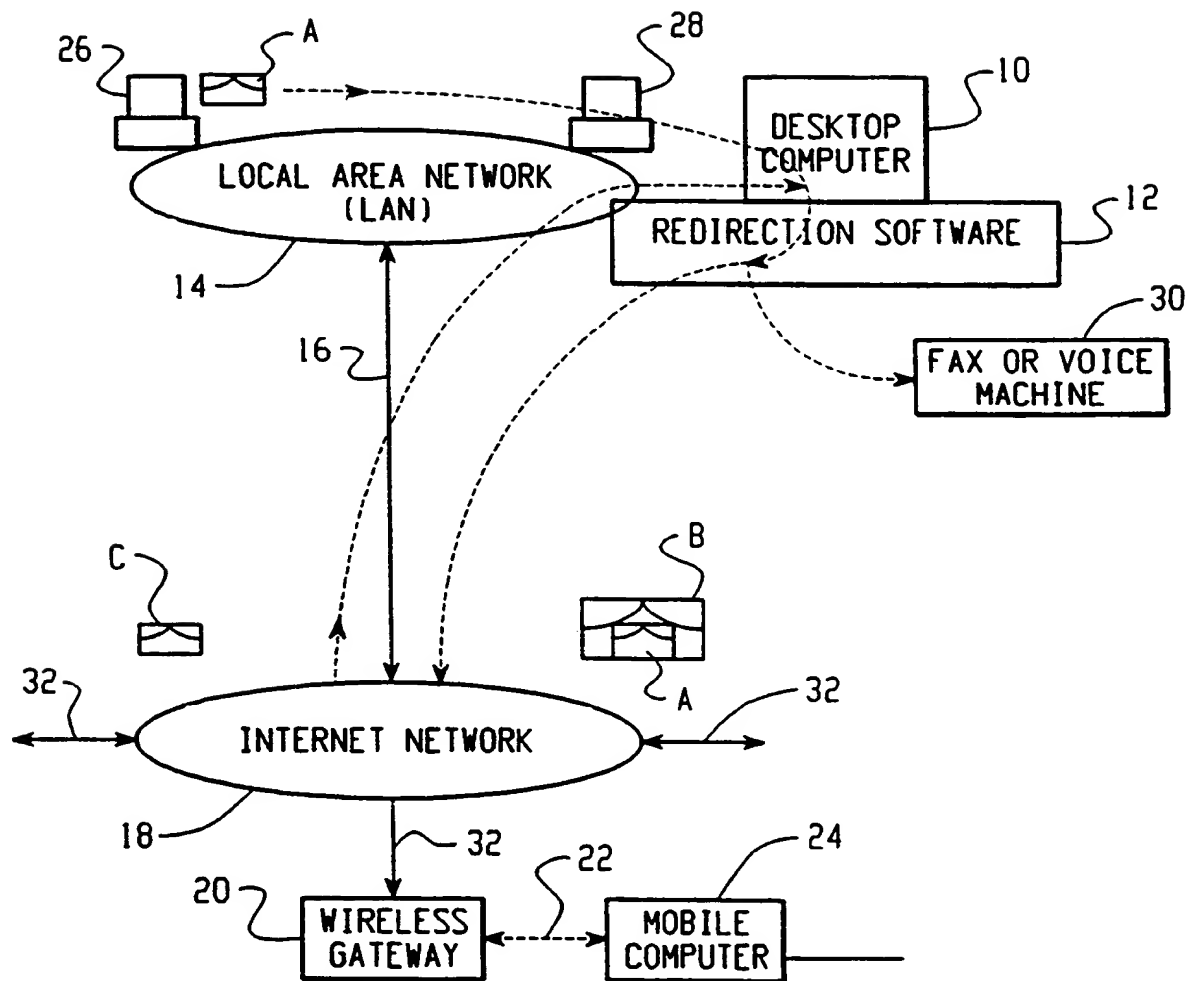 A
26
28
10
DESKTOP
COMPUTER
LOCAL AREA NETWORK
(LAN)
12
REDIRECTION SOFTWARE
14
30
16
FAX OR VOICE
MACHINE
C
B
A
32
32
INTERNET NETWORK
18
32
22
24
20
WIRELESS
GATEWAY
MOBILE
COMPUTER